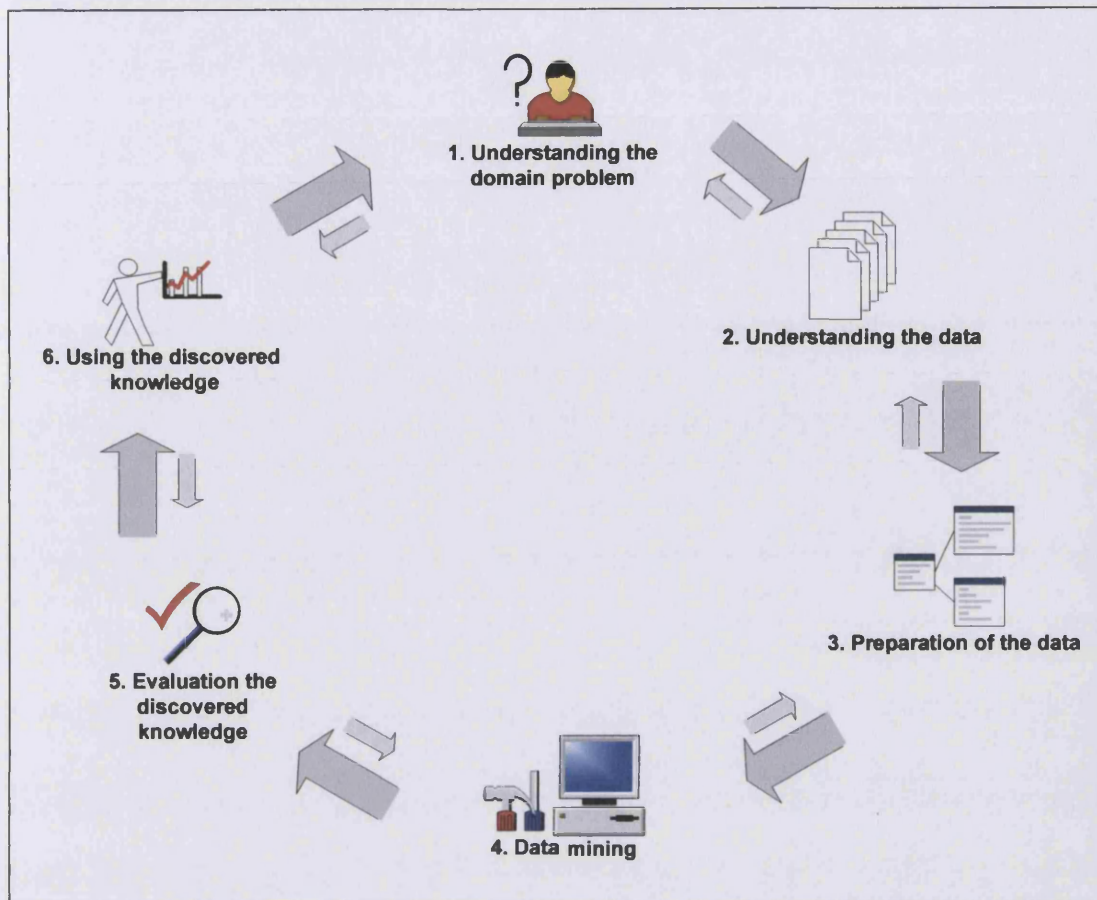 ?
1. Understanding the
domain problem
2. Understanding the data
3. Preparation of the data
4. Data mining
5. Evaluation the
discovered
knowledge
6. Using the discovered
knowledge